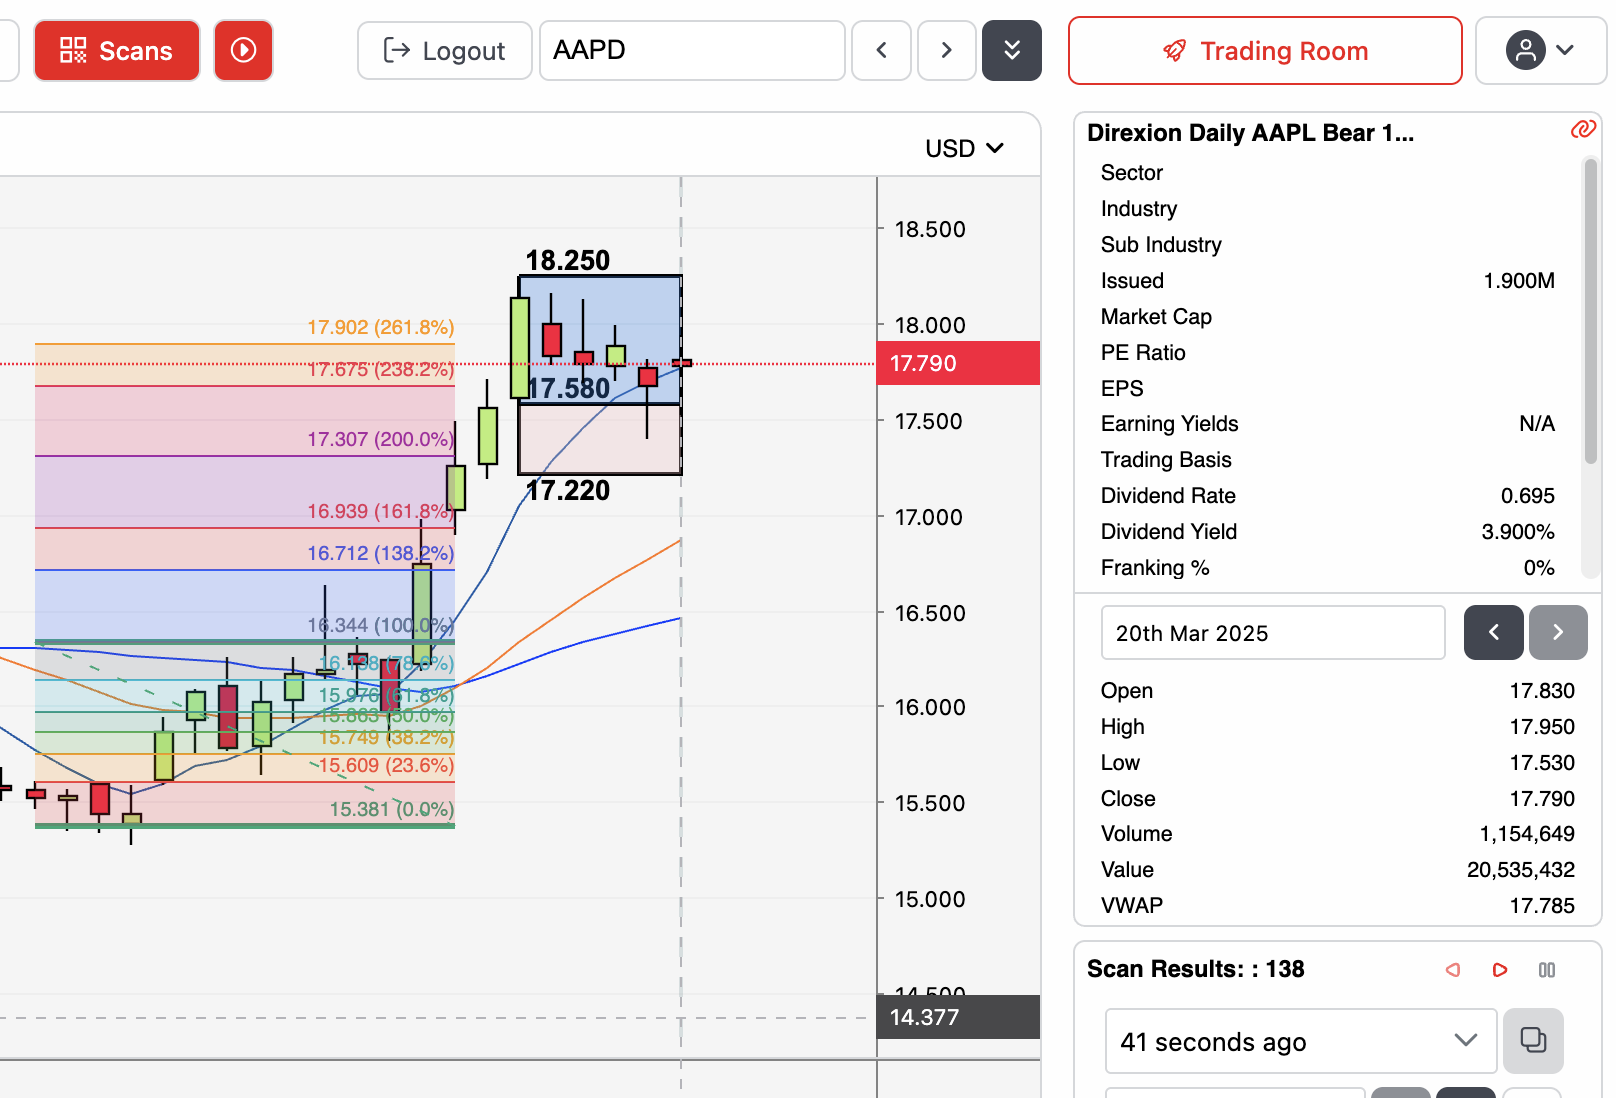 Scans
Logout
AAPD
Trading Room
USD
18.500
18.000
17.790
17.500
17.000
16.500
16.000
15.500
15.000
14.500
14.377
18.250
17.580
17.220
17.902 (261.8%)
17.675 (238.2%)
17.307 (200.0%)
16.939 (161.8%)
16.712 (138.2%)
16.344 (100.0%)
16.138 (78.6%)
15.976 (61.8%)
15.863 (50.0%)
15.749 (38.2%)
15.609 (23.6%)
15.381 (0.0%)
Direxion Daily AAPL Bear 1...
Sector
Industry
Sub Industry
Issued 1.900M
Market Cap
PE Ratio
EPS
Earning Yields N/A
Trading Basis
Dividend Rate 0.695
Dividend Yield 3.900%
Franking % 0%
20th Mar 2025
Open 17.830
High 17.950
Low 17.530
Close 17.790
Volume 1,154,649
Value 20,535,432
VWAP 17.785
Scan Results: : 138
41 seconds ago